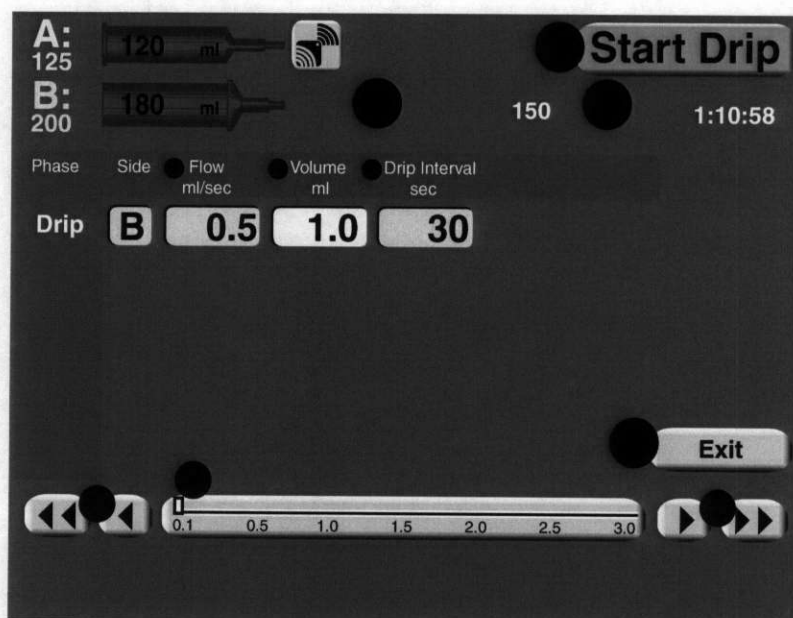 A:
125
120 ml
Start Drip
B:
200
180 ml
150
1:10:58
Phase Side Flow Volume Drip Interval
ml/sec ml sec
Drip B 0.5 1.0 30
Exit
0.1 0.5 1.0 1.5 2.0 2.5 3.0